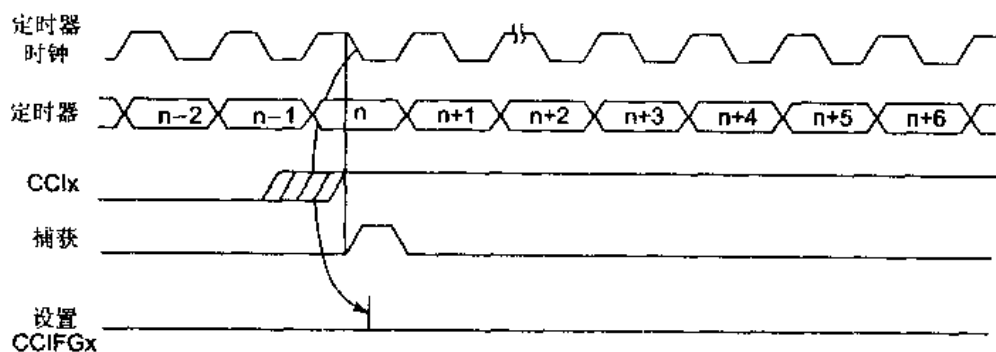 定时器
时钟
定时器
n−2 n−1 n n+1 n+2 n+3 n+4 n+5 n+6
CCIx
捕获
设置
CCIFGx